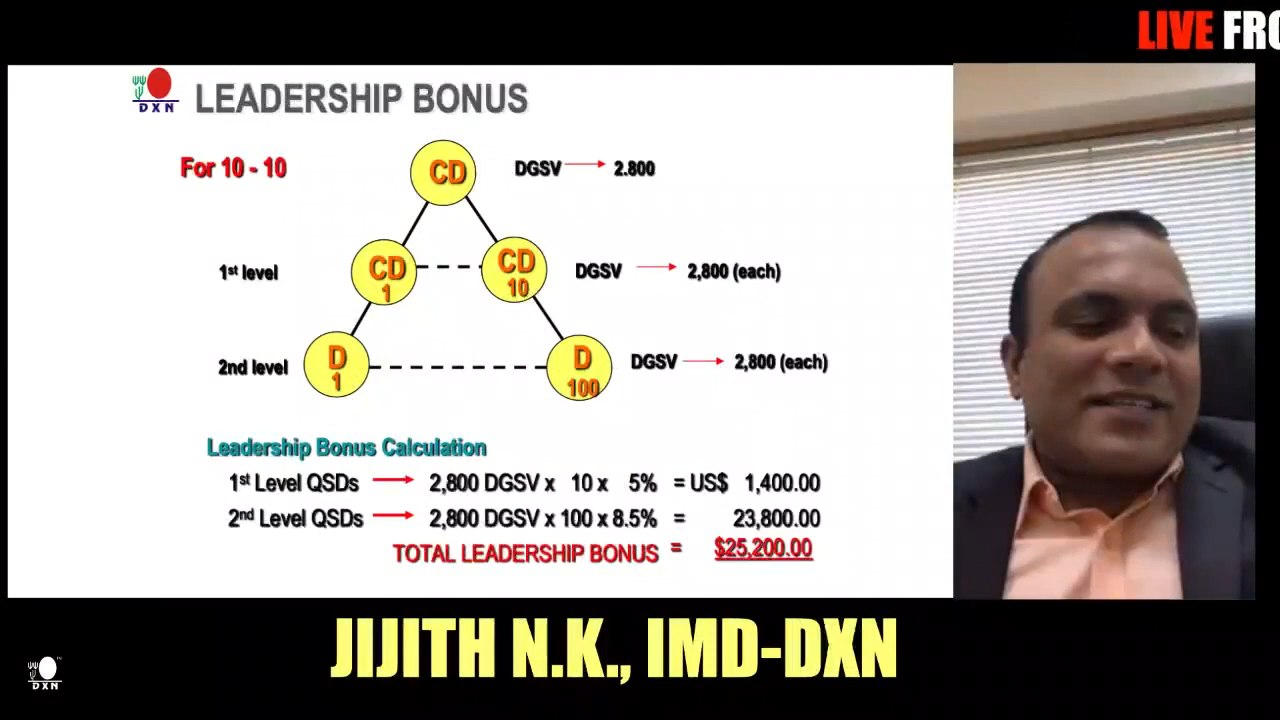 LIVE FRO
DXN
LEADERSHIP BONUS
For 10 - 10
CD
DGSV 2.800
1st level
CD
1
CD
10
DGSV 2,800 (each)
2nd level
D
1
D
100
DGSV 2,800 (each)
Leadership Bonus Calculation
1st Level QSDs 2,800 DGSV x 10 x 5% = US$ 1,400.00
2nd Level QSDs 2,800 DGSV x 100 x 8.5% = 23,800.00
TOTAL LEADERSHIP BONUS = $25,200.00
JIJITH N.K., IMD-DXN
DXN